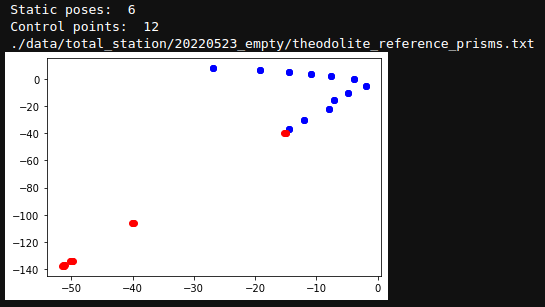 Static poses:  6
Control points:  12
./data/total_station/20220523_empty/theodolite_reference_prisms.txt
0
−20
−40
−60
−80
−100
−120
−140
−50 −40 −30 −20 −10 0